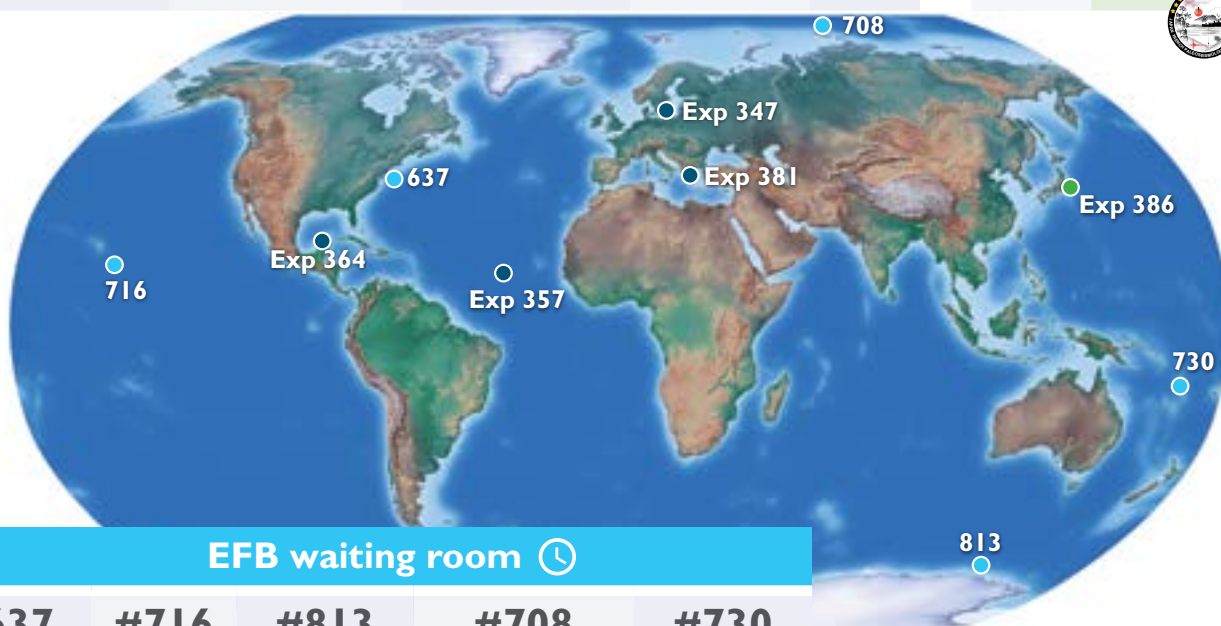 708
Exp 347
637
Exp 381
Exp 386
Exp 364
716
Exp 357
730
813
EFB waiting room
#716 #813 #708 #730